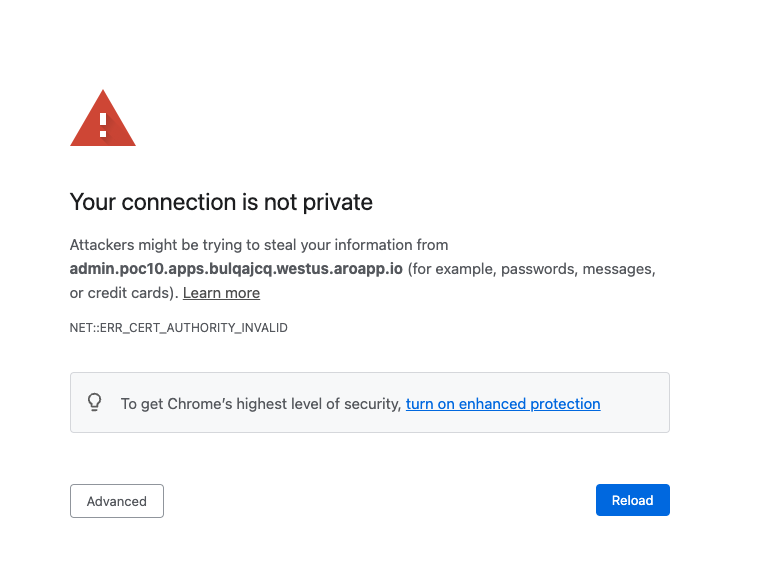 Your connection is not private
Attackers might be trying to steal your information from
admin.poc10.apps.bulqajcq.westus.aroapp.io (for example, passwords, messages,
or credit cards). Learn more
NET::ERR_CERT_AUTHORITY_INVALID
To get Chrome’s highest level of security, turn on enhanced protection
Advanced
Reload